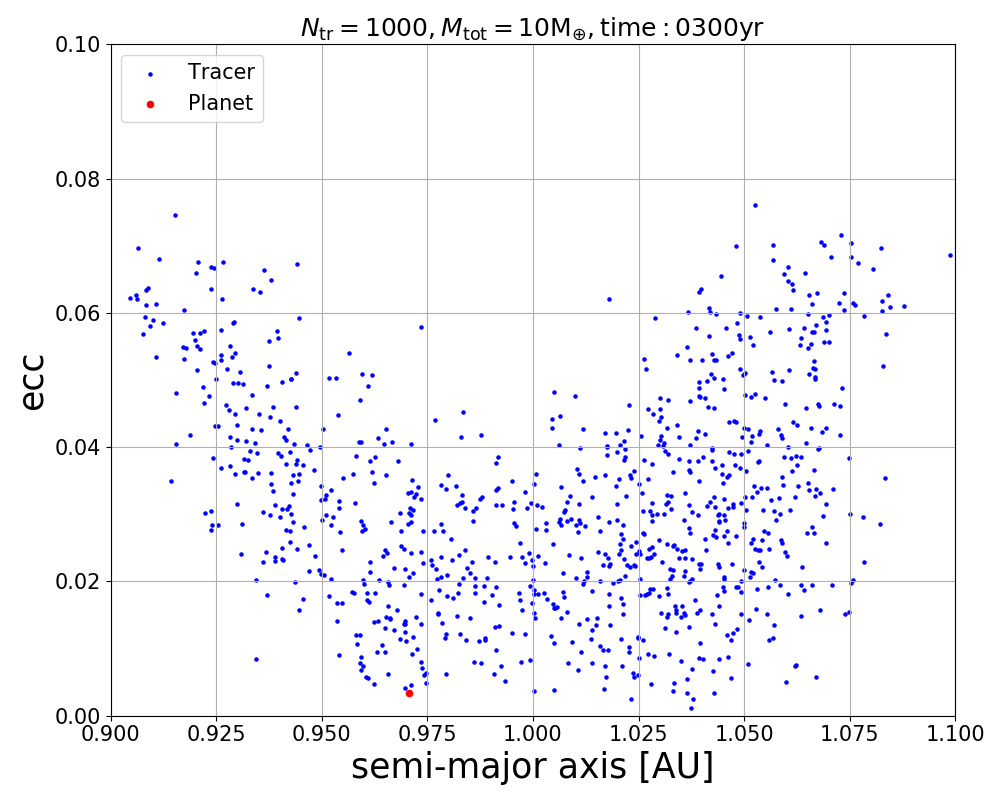 N_tr = 1000, M_tot = 10M_⊕, time : 0300yr
0.10
Tracer
Planet
0.08
0.06
ecc
0.04
0.02
0.00
0.900 0.925 0.950 0.975 1.000 1.025 1.050 1.075 1.100
semi-major axis [AU]